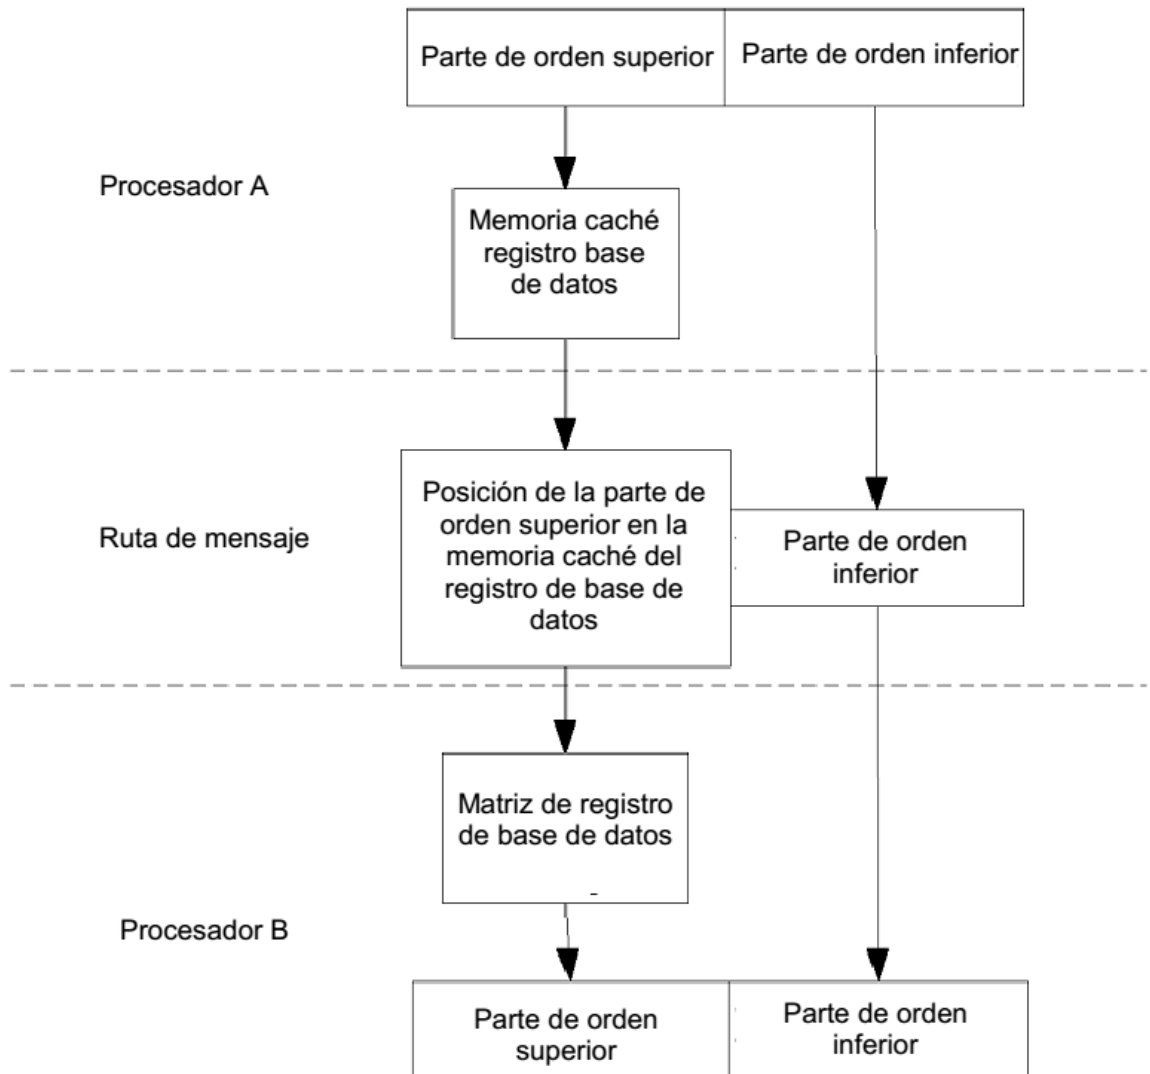 Parte de orden superior
Parte de orden inferior
Procesador A
Memoria caché
registro base
de datos
Ruta de mensaje
Posición de la parte de
orden superior en la
memoria caché del
registro de base de
datos
Parte de orden
inferior
Matriz de registro
de base de datos
Procesador B
Parte de orden
superior
Parte de orden
inferior